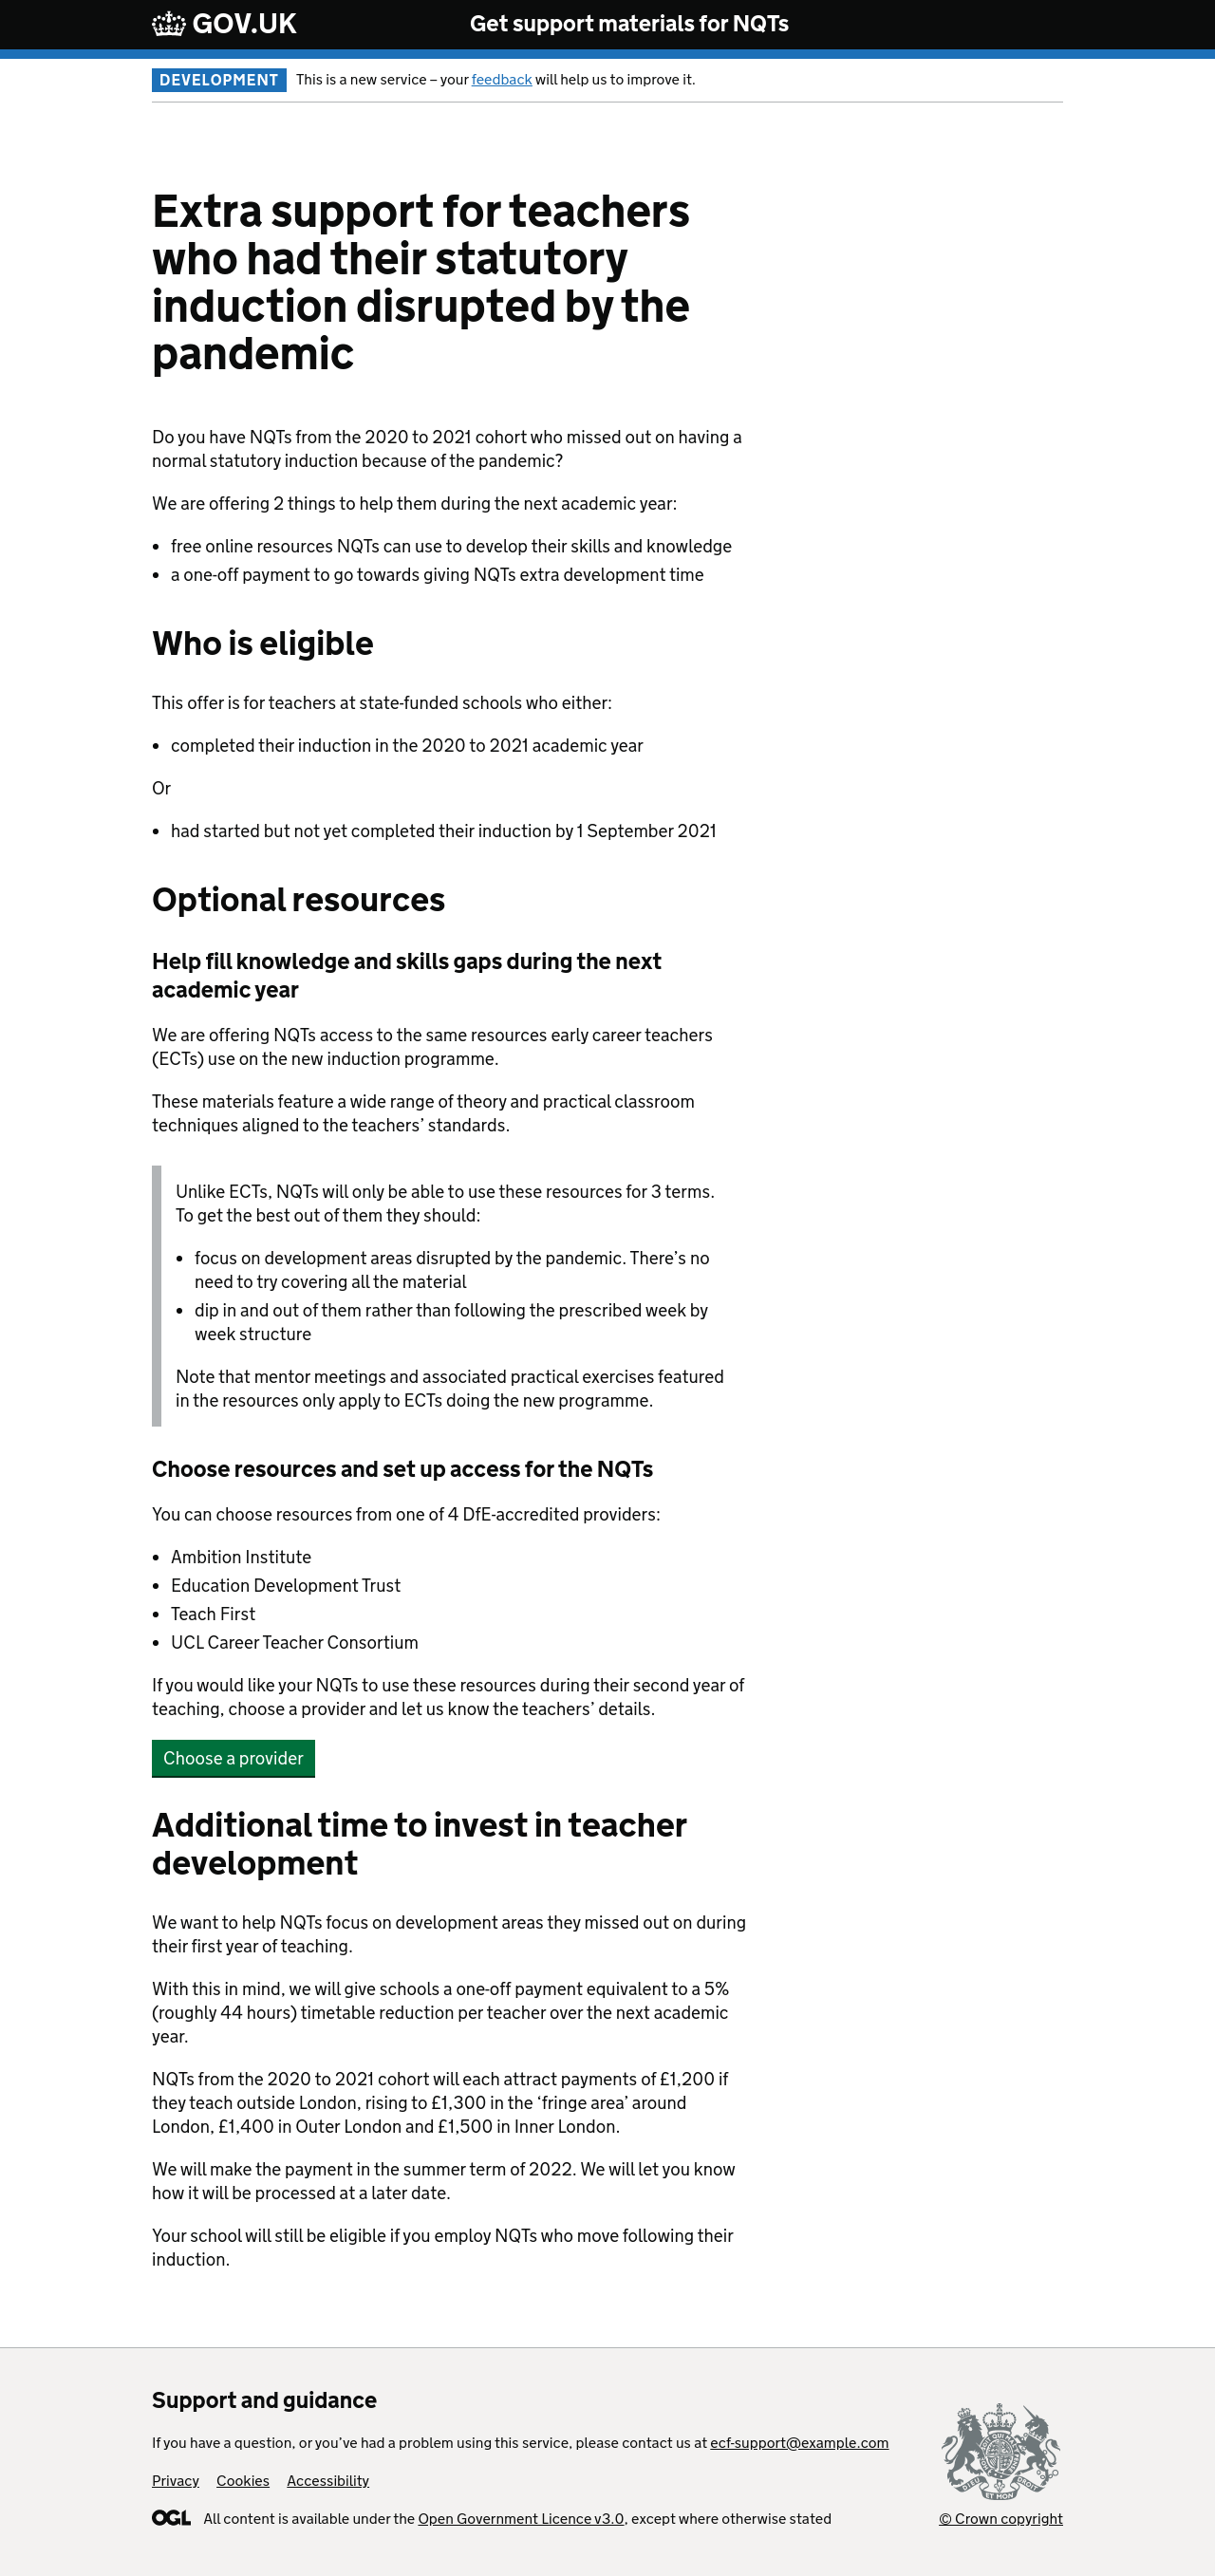 GOV.UK
Get support materials for NQTs
DEVELOPMENT This is a new service – your feedback will help us to improve it.
Extra support for teachers
who had their statutory
induction disrupted by the
pandemic
Do you have NQTs from the 2020 to 2021 cohort who missed out on having a
normal statutory induction because of the pandemic?
We are offering 2 things to help them during the next academic year:
• free online resources NQTs can use to develop their skills and knowledge
• a one-off payment to go towards giving NQTs extra development time
Who is eligible
This offer is for teachers at state-funded schools who either:
• completed their induction in the 2020 to 2021 academic year
Or
• had started but not yet completed their induction by 1 September 2021
Optional resources
Help fill knowledge and skills gaps during the next
academic year
We are offering NQTs access to the same resources early career teachers
(ECTs) use on the new induction programme.
These materials feature a wide range of theory and practical classroom
techniques aligned to the teachers’ standards.
Unlike ECTs, NQTs will only be able to use these resources for 3 terms.
To get the best out of them they should:
• focus on development areas disrupted by the pandemic. There’s no
need to try covering all the material
• dip in and out of them rather than following the prescribed week by
week structure
Note that mentor meetings and associated practical exercises featured
in the resources only apply to ECTs doing the new programme.
Choose resources and set up access for the NQTs
You can choose resources from one of 4 DfE-accredited providers:
• Ambition Institute
• Education Development Trust
• Teach First
• UCL Career Teacher Consortium
If you would like your NQTs to use these resources during their second year of
teaching, choose a provider and let us know the teachers’ details.
Choose a provider
Additional time to invest in teacher
development
We want to help NQTs focus on development areas they missed out on during
their first year of teaching.
With this in mind, we will give schools a one-off payment equivalent to a 5%
(roughly 44 hours) timetable reduction per teacher over the next academic
year.
NQTs from the 2020 to 2021 cohort will each attract payments of £1,200 if
they teach outside London, rising to £1,300 in the ‘fringe area’ around
London, £1,400 in Outer London and £1,500 in Inner London.
We will make the payment in the summer term of 2022. We will let you know
how it will be processed at a later date.
Your school will still be eligible if you employ NQTs who move following their
induction.
Support and guidance
If you have a question, or you’ve had a problem using this service, please contact us at ecf-support@example.com
Privacy Cookies Accessibility
OGL All content is available under the Open Government Licence v3.0, except where otherwise stated
DIEU ET MON DROIT
© Crown copyright